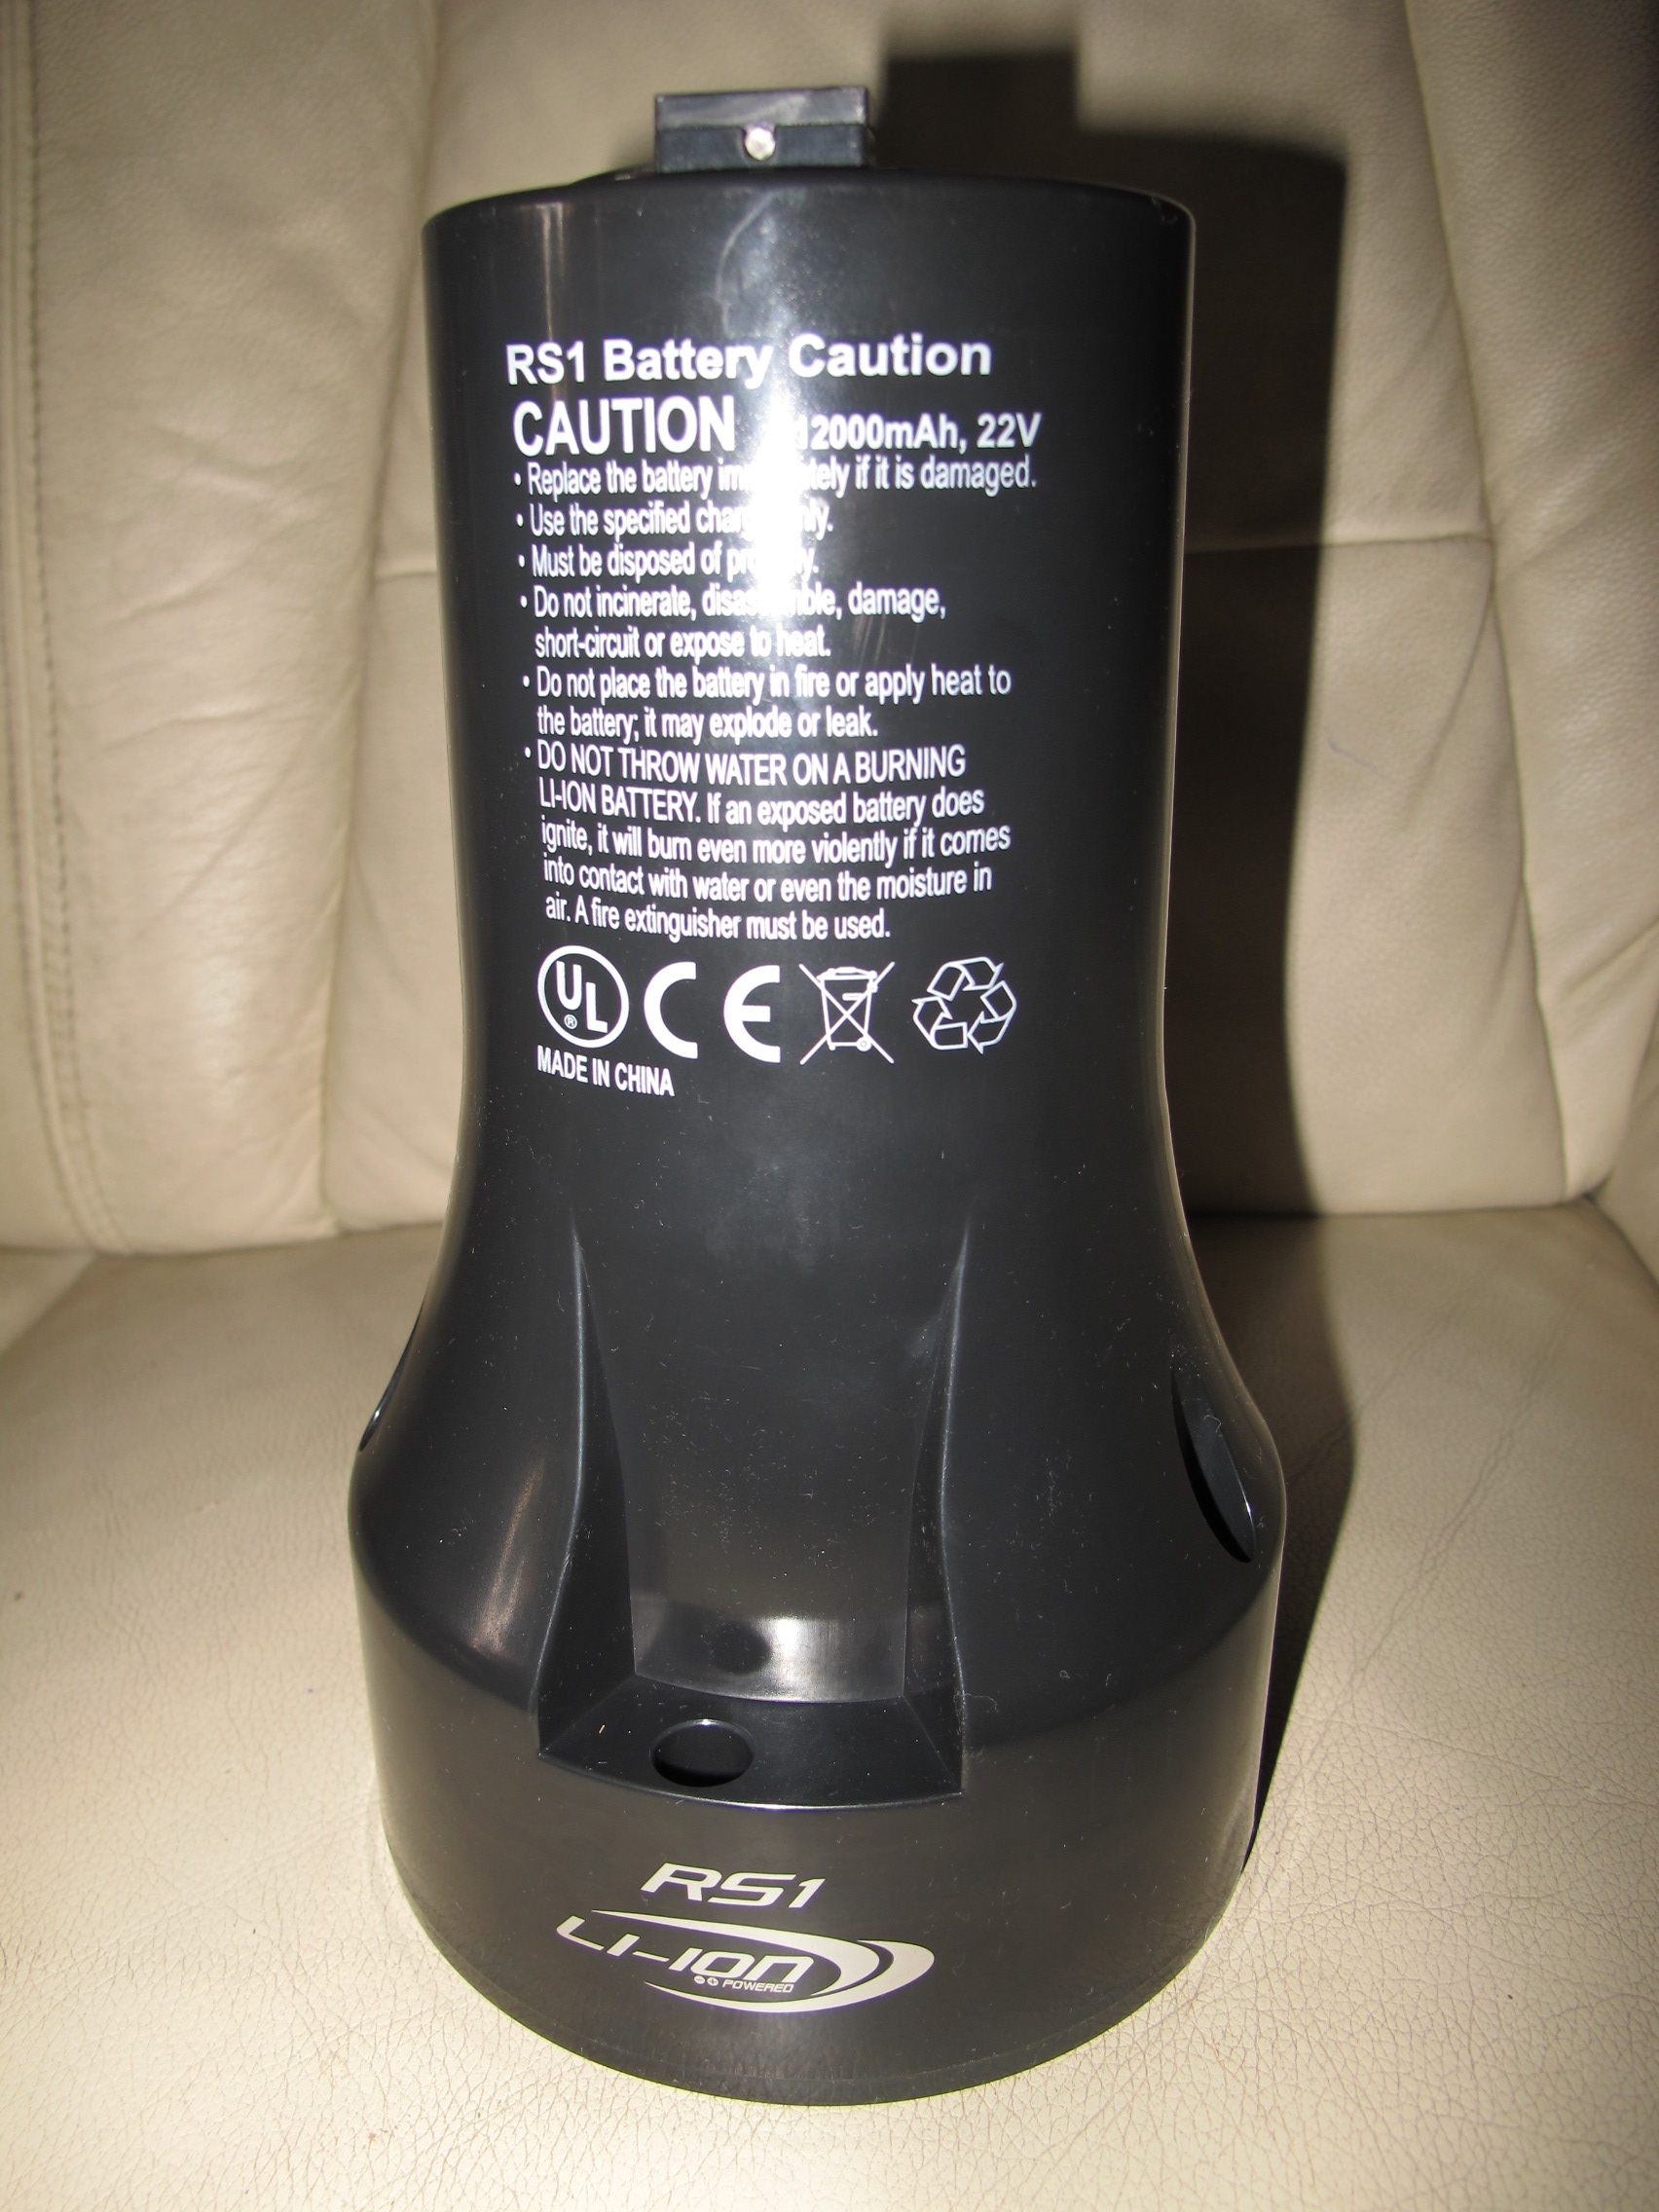 RS1 Battery Caution
CAUTION 12000mAh, 22V
• Replace the battery if it is damaged.
• Use the specified
• Must be disposed of
• Do not incinerate, damage,
short-circuit or expose to heat.
• Do not place the battery in fire or apply heat to
the battery; it may explode or leak.
• DO NOT THROW WATER ON A BURNING
LI-ION BATTERY. If an exposed battery does
ignite, it will burn even more violently if it comes
into contact with water or even the moisture in
air. A fire extinguisher must be used.
UL® CE
MADE IN CHINA
RS1
LI-ION
POWERED